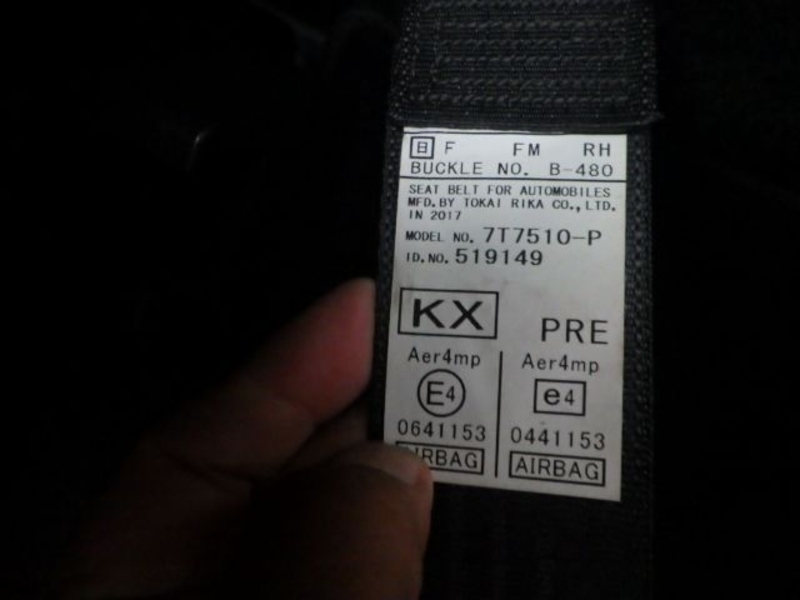 日 F FM RH
BUCKLE NO. B-480
SEAT BELT FOR AUTOMOBILES
MFD. BY TOKAI RIKA CO., LTD.
IN 2017
MODEL NO. 7T7510-P
ID. NO. 519149
KX PRE
Aer4mp Aer4mp
E4 e4
0641153 0441153
AIRBAG AIRBAG